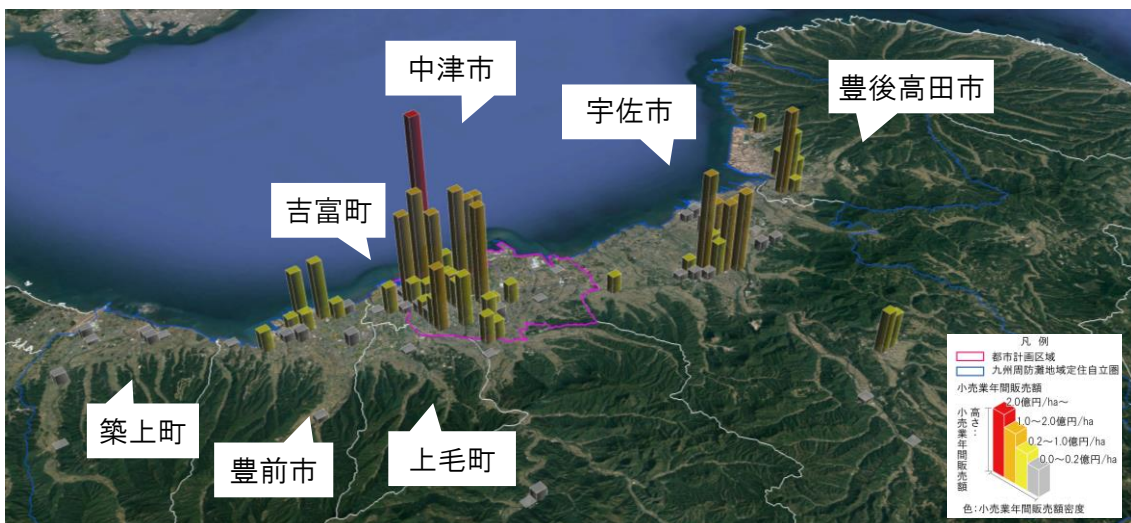 中津市
豊後高田市
宇佐市
吉富町
築上町
豊前市
上毛町
凡 例
都市計画区域
九州周防灘地域定住自立圏
小売業年間販売額
2.0億円/ha～
1.0～2.0億円/ha
0.2～1.0億円/ha
0.0～0.2億円/ha
高さ：
小売業年間販売額
色：小売業年間販売額密度